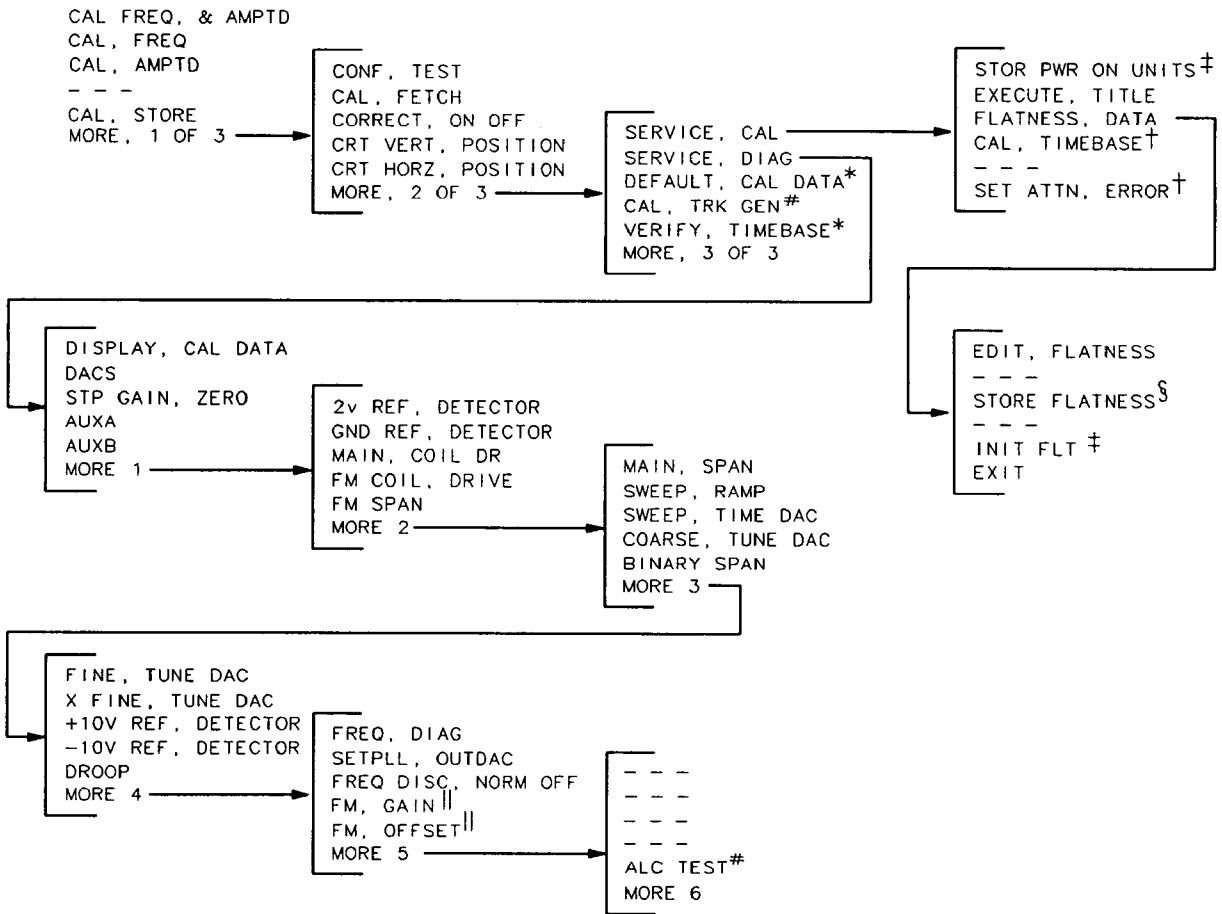 CAL FREQ, & AMPTD
CAL, FREQ
CAL, AMPTD
- - -
CAL, STORE
MORE, 1 OF 3
CONF, TEST
CAL, FETCH
CORRECT, ON OFF
CRT VERT, POSITION
CRT HORZ, POSITION
MORE, 2 OF 3
SERVICE, CAL
SERVICE, DIAG
DEFAULT, CAL DATA*
CAL, TRK GEN#
VERIFY, TIMEBASE*
MORE, 3 OF 3
STOR PWR ON UNITS‡
EXECUTE, TITLE
FLATNESS, DATA
CAL, TIMEBASE†
- - -
SET ATTN, ERROR†
EDIT, FLATNESS
- - -
STORE FLATNESS§
- - -
INIT FLT ‡
EXIT
DISPLAY, CAL DATA
DACS
STP GAIN, ZERO
AUXA
AUXB
MORE 1
2v REF, DETECTOR
GND REF, DETECTOR
MAIN, COIL DR
FM COIL, DRIVE
FM SPAN
MORE 2
MAIN, SPAN
SWEEP, RAMP
SWEEP, TIME DAC
COARSE, TUNE DAC
BINARY SPAN
MORE 3
FINE, TUNE DAC
X FINE, TUNE DAC
+10V REF, DETECTOR
-10V REF, DETECTOR
DROOP
MORE 4
FREQ, DIAG
SETPLL, OUTDAC
FREQ DISC, NORM OFF
FM, GAIN||
FM, OFFSET||
MORE 5
- - -
- - -
- - -
- - -
ALC TEST#
MORE 6